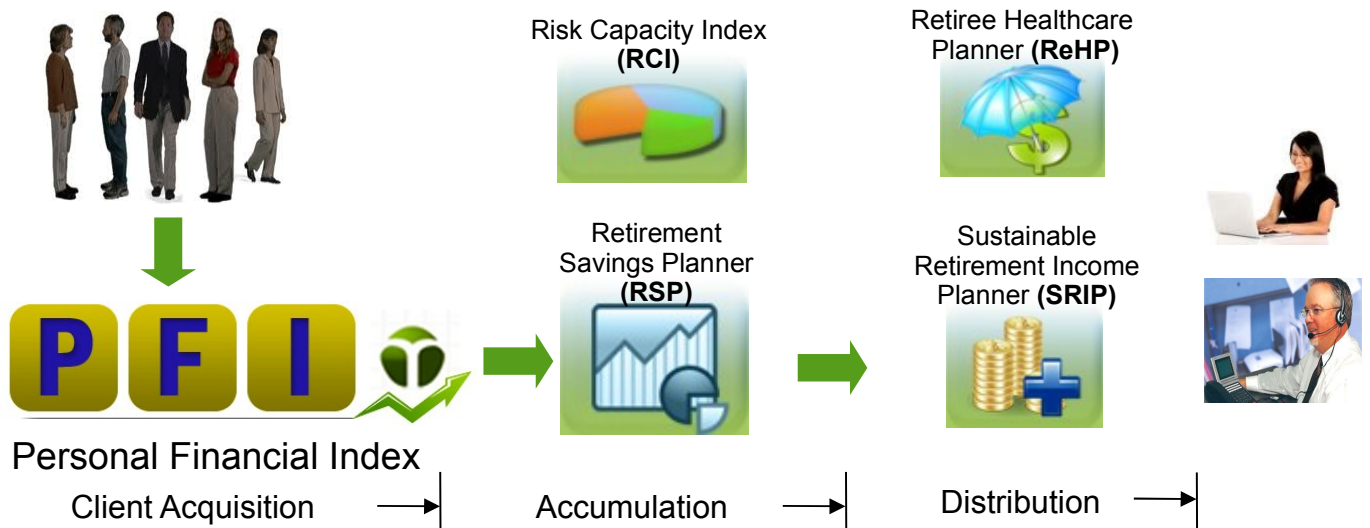 Risk Capacity Index
(RCI)
Retiree Healthcare
Planner (ReHP)
Retirement
Savings Planner
(RSP)
Sustainable
Retirement Income
Planner (SRIP)
P F I
Personal Financial Index
Client Acquisition
Accumulation
Distribution